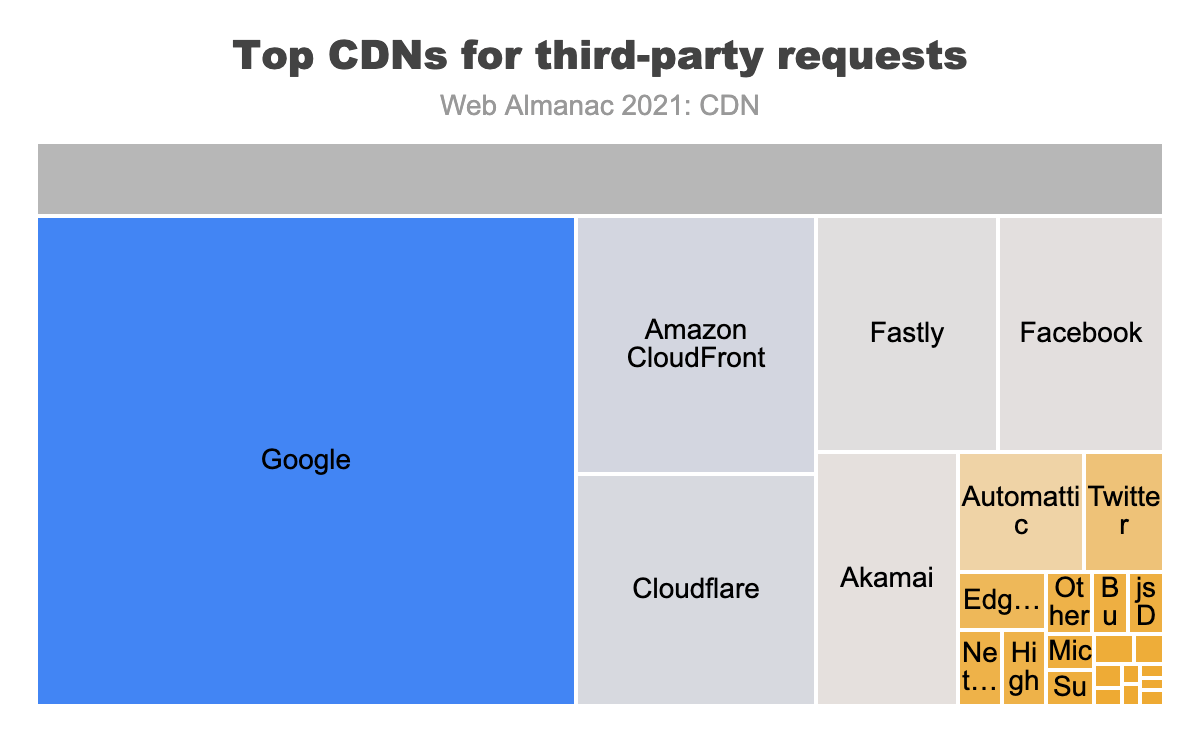 Top CDNs for third-party requests
Web Almanac 2021: CDN
Google
Amazon
CloudFront
Cloudflare
Fastly
Facebook
Akamai
Automatti
c
Twitte
r
Edg...
Ot
her
B
u
js
D
Ne
t...
Hi
gh
Mic
Su